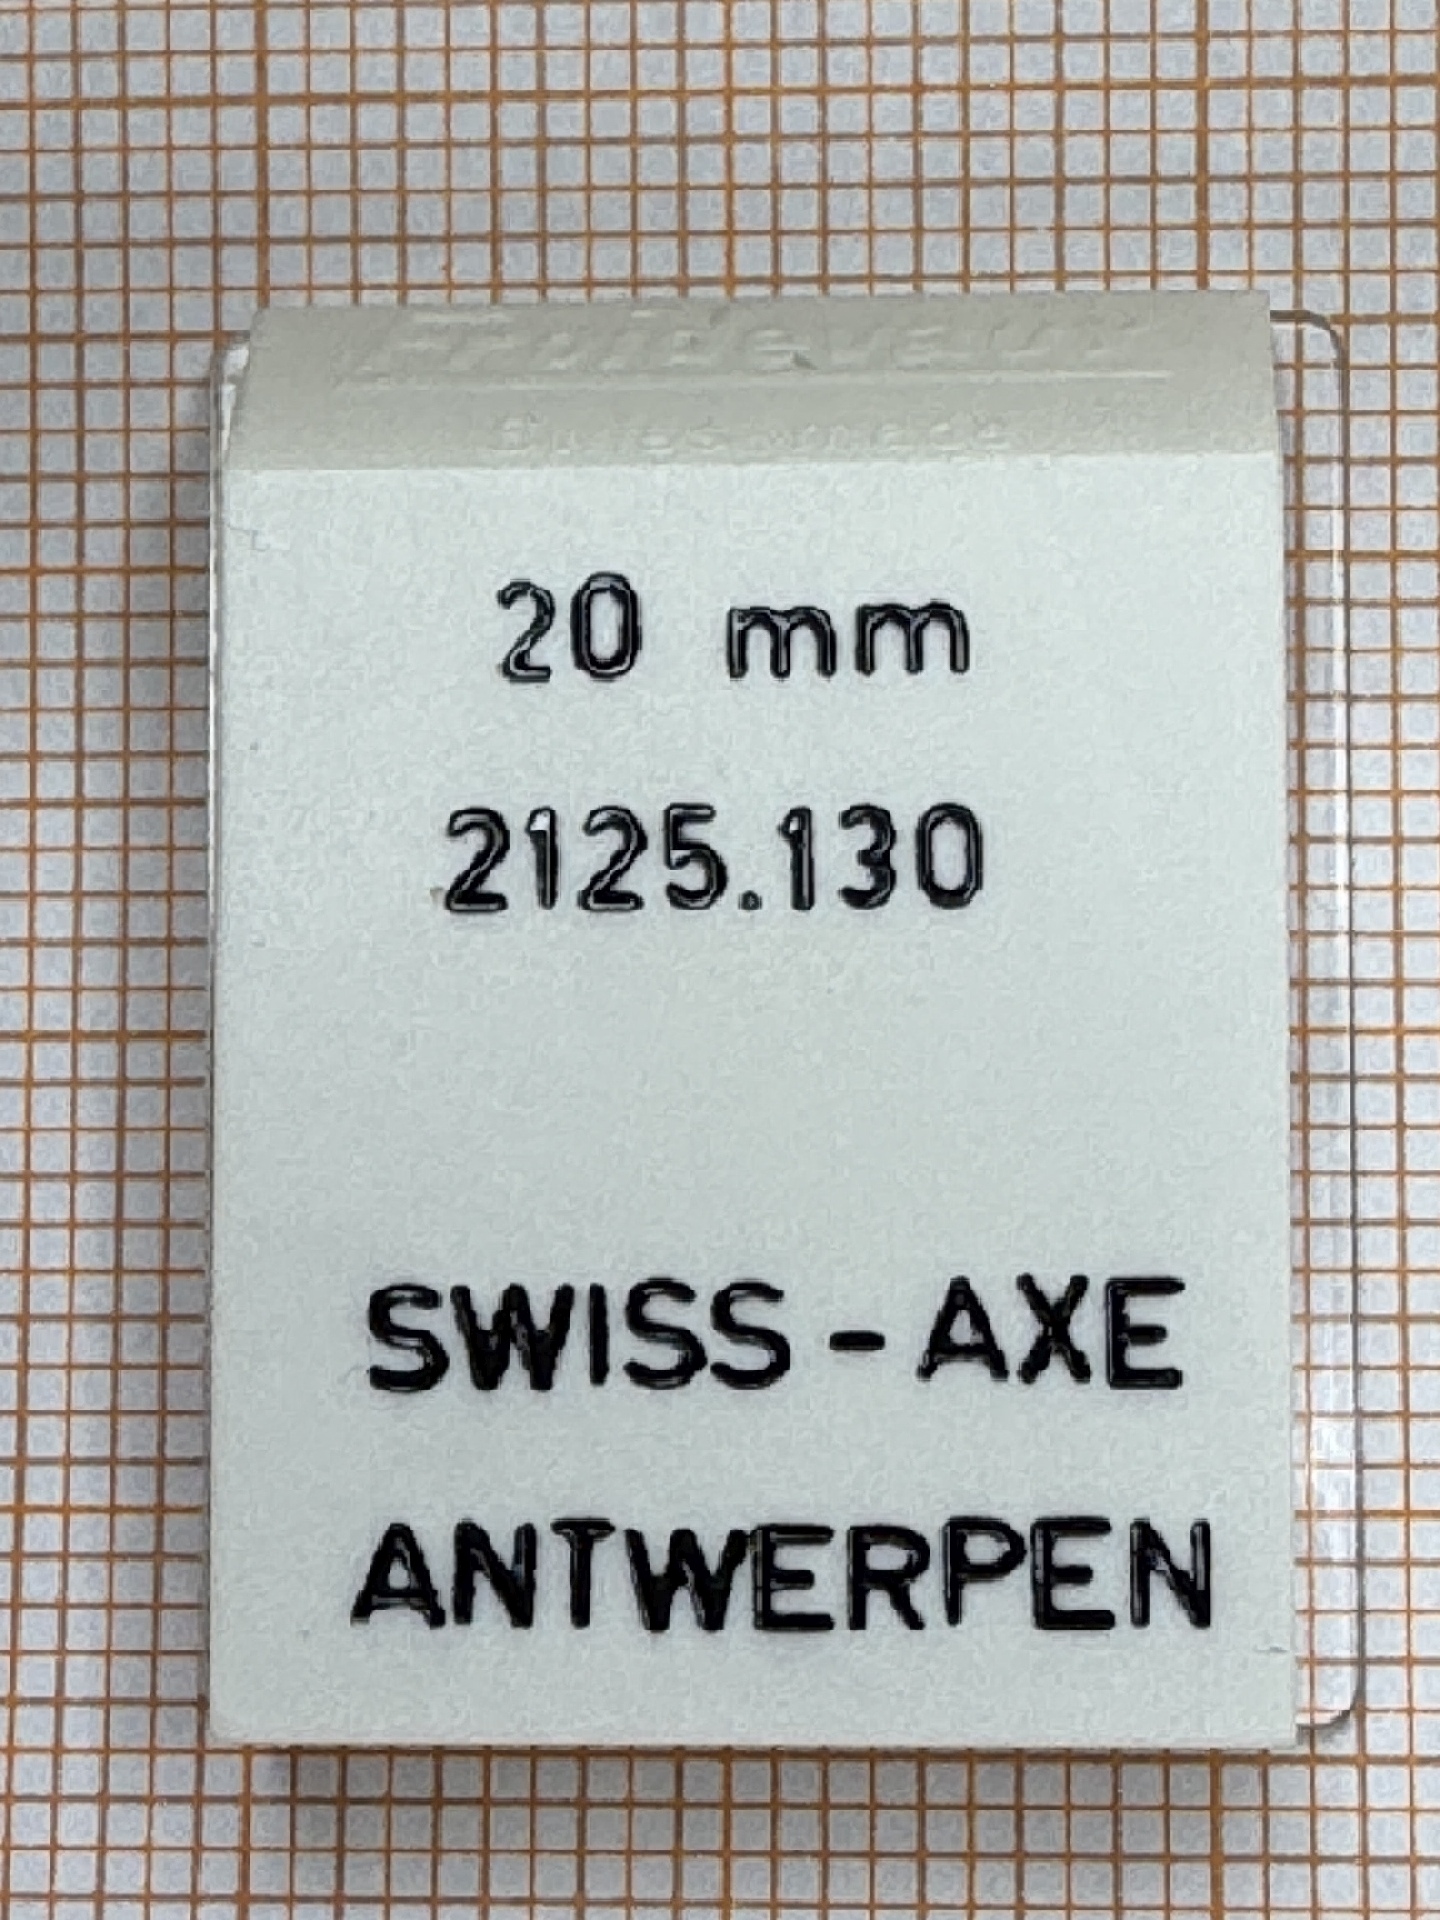 20 mm
2125.130
SWISS - AXE
ANTWERPEN